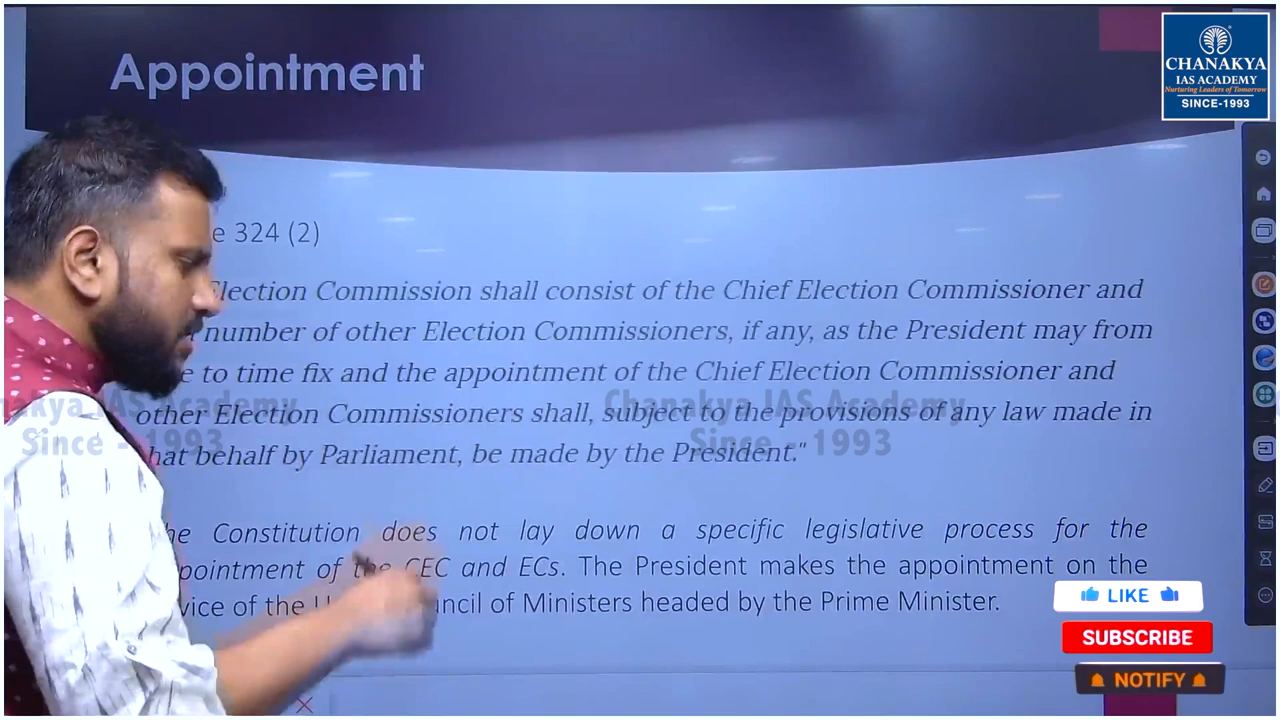 Appointment
CHANAKYA
IAS ACADEMY
Nurturing Leaders of Tomorrow
SINCE-1993
e 324 (2)
Election Commission shall consist of the Chief Election Commissioner and
number of other Election Commissioners, if any, as the President may from
e to time fix and the appointment of the Chief Election Commissioner and
other Election Commissioners shall, subject to the provisions of any law made in
hat behalf by Parliament, be made by the President."
Chanakya IAS Academy
Since - 1993
Chanakya IAS Academy
Since - 1993
he Constitution does not lay down a specific legislative process for the
pointment of the CEC and ECs. The President makes the appointment on the
vice of the uncil of Ministers headed by the Prime Minister.
LIKE
SUBSCRIBE
NOTIFY